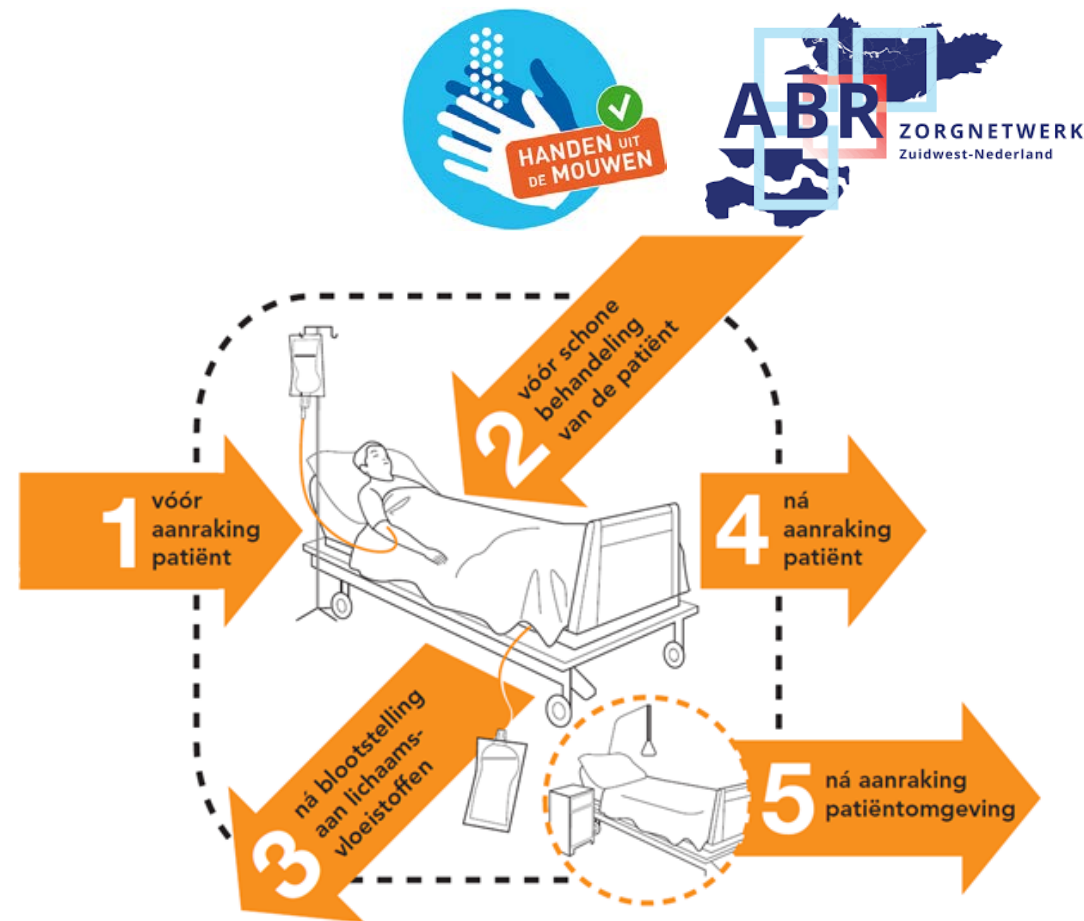 HANDEN UIT
DE MOUWEN
ABR
ZORGNETWERK
Zuidwest-Nederland
1
vóór
aanraking
patiënt
2
vóór schone
behandeling
van de patiënt
3
ná blootstelling
aan lichaams-
vloeistoffen
4
ná
aanraking
patiënt
5
ná aanraking
patiëntomgeving